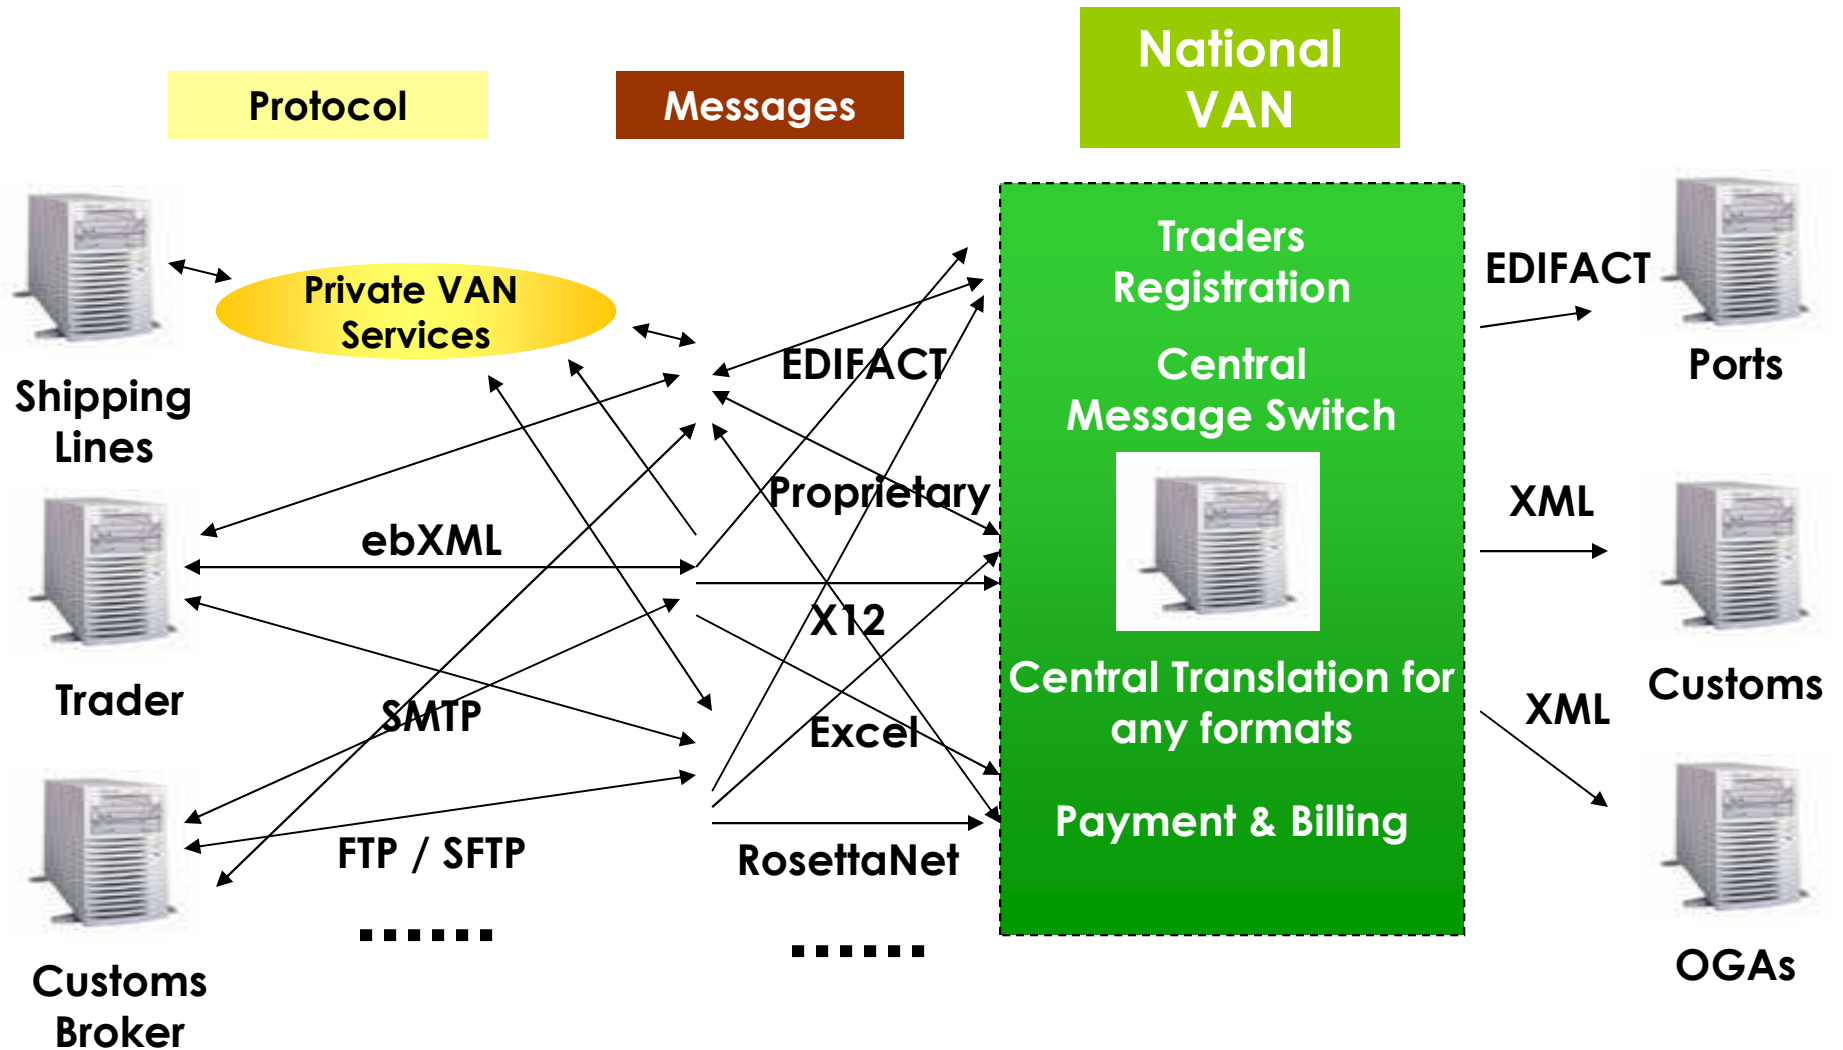 National
VAN
Protocol
Messages
Private VAN
Services
Shipping
Lines
Trader
Customs
Broker
ebXML
SMTP
FTP / SFTP
......
EDIFACT
Proprietary
X12
Excel
RosettaNet
......
Traders
Registration
Central
Message Switch
Central Translation for
any formats
Payment & Billing
EDIFACT
XML
XML
Ports
Customs
OGAs